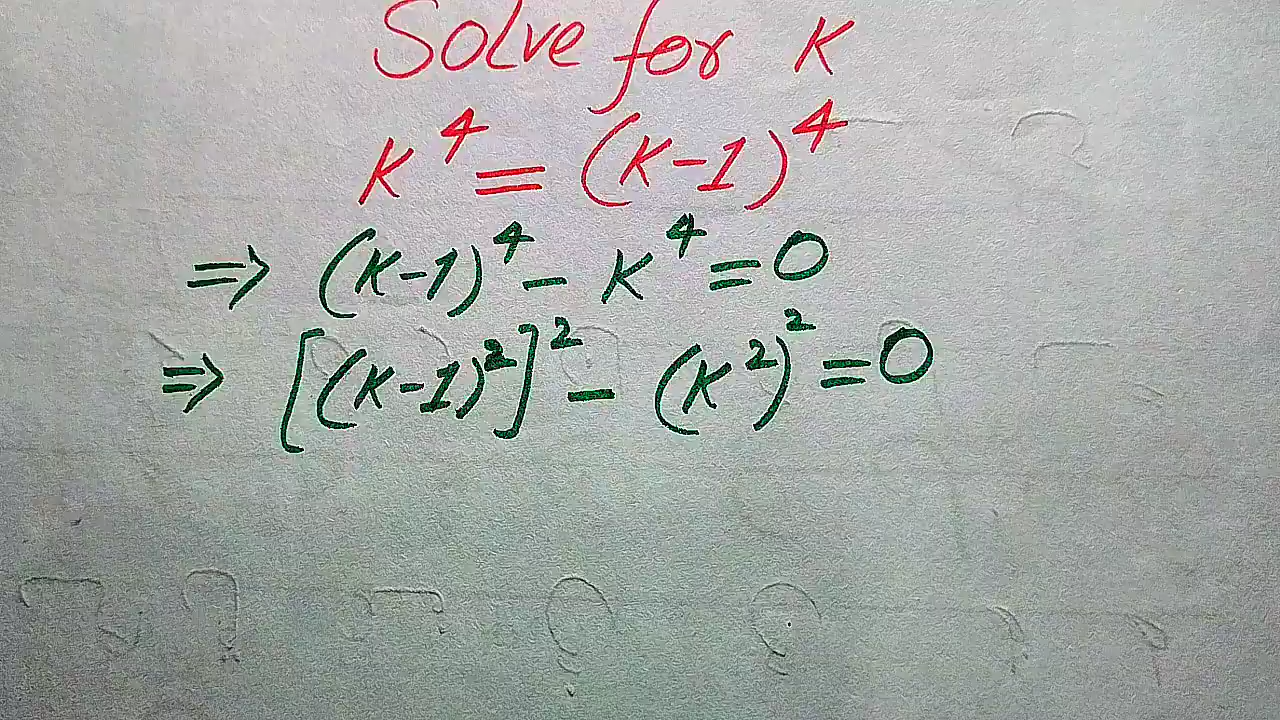 Solve for K
K⁴ = (K-1)⁴
⇒ (K-1)⁴ - K⁴ = 0
⇒ [(K-1)²]² - (K²)² = 0